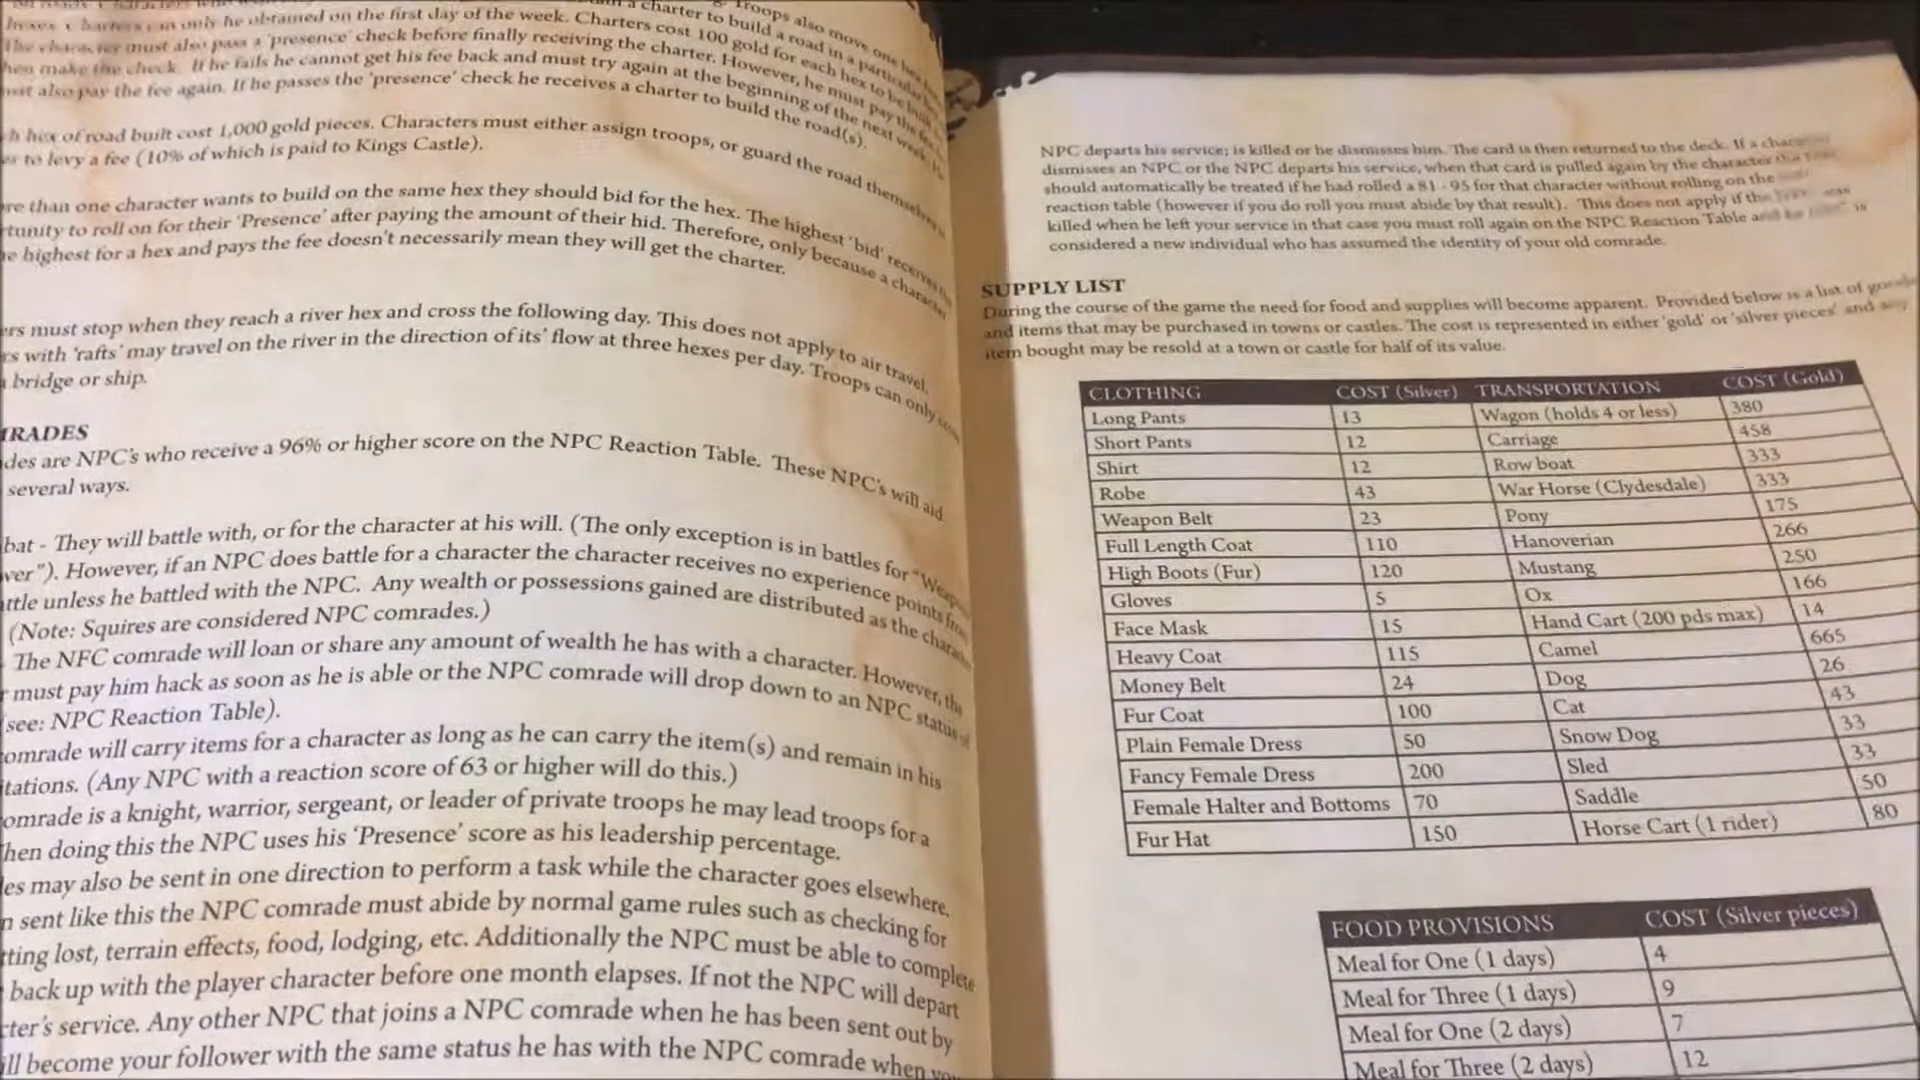 charter to build a road in a particular
Troops also move one hex
can only be obtained on the first day of the week. Charters cost 100 gold for each hex to be built
The character must also pass a 'presence' check before finally receiving the charter. However, he must pay the fee
make the check. If he fails he cannot get his fee back and must try again at the beginning of the next week. He
also pay the fee again. If he passes the 'presence' check he receives a charter to build the road(s).
h hex of road built cost 1,000 gold pieces. Characters must either assign troops, or guard the road themselves
to levy a fee (10% of which is paid to Kings Castle).
re than one character wants to build on the same hex they should bid for the hex. The highest 'bid' receives the
rtunity to roll on for their 'Presence' after paying the amount of their hid. Therefore, only because a character
e highest for a hex and pays the fee doesn't necessarily mean they will get the charter.
ers must stop when they reach a river hex and cross the following day. This does not apply to air travel.
rs with 'rafts' may travel on the river in the direction of its' flow at three hexes per day. Troops can only cross
a bridge or ship.
TRADES
des are NPC's who receive a 96% or higher score on the NPC Reaction Table. These NPC's will aid
several ways.
bat - They will battle with, or for the character at his will. (The only exception is in battles for "Weapon
ver"). However, if an NPC does battle for a character the character receives no experience points from
ttle unless he battled with the NPC. Any wealth or possessions gained are distributed as the character
(Note: Squires are considered NPC comrades.)
The NFC comrade will loan or share any amount of wealth he has with a character. However, the
r must pay him hack as soon as he is able or the NPC comrade will drop down to an NPC status of
see: NPC Reaction Table).
omrade will carry items for a character as long as he can carry the item(s) and remain in his
itations. (Any NPC with a reaction score of 63 or higher will do this.)
omrade is a knight, warrior, sergeant, or leader of private troops he may lead troops for a
hen doing this the NPC uses his 'Presence' score as his leadership percentage.
es may also be sent in one direction to perform a task while the character goes elsewhere.
n sent like this the NPC comrade must abide by normal game rules such as checking for
tting lost, terrain effects, food, lodging, etc. Additionally the NPC must be able to complete
back up with the player character before one month elapses. If not the NPC will depart
cter's service. Any other NPC that joins a NPC comrade when he has been sent out by
ill become your follower with the same status he has with the NPC comrade when you
NPC departs his service; is killed or he dismisses him. The card is then returned to the deck. If a character
dismisses an NPC or the NPC departs his service, when that card is pulled again by the character the
should automatically be treated if he had rolled a 81 - 95 for that character without rolling on the
reaction table (however if you do roll you must abide by that result). This does not apply if the was
killed when he left your service in that case you must roll again on the NPC Reaction Table and is
considered a new individual who has assumed the identity of your old comrade.
SUPPLY LIST
During the course of the game the need for food and supplies will become apparent. Provided below is a list of goods
and items that may be purchased in towns or castles. The cost is represented in either 'gold' or 'silver pieces' and any
item bought may be resold at a town or castle for half of its value.
CLOTHING COST (Silver) TRANSPORTATION COST (Gold)
Long Pants 13 Wagon (holds 4 or less) 380
Short Pants 12 Carriage 458
Shirt 12 Row boat 333
Robe 43 War Horse (Clydesdale) 333
Weapon Belt 23 Pony 175
Full Length Coat 110 Hanoverian 266
High Boots (Fur) 120 Mustang 250
Gloves 5 Ox 166
Face Mask 15 Hand Cart (200 pds max) 14
Heavy Coat 115 Camel 665
Money Belt 24 Dog 26
Fur Coat 100 Cat 43
Plain Female Dress 50 Snow Dog 33
Fancy Female Dress 200 Sled 33
Female Halter and Bottoms 70 Saddle 50
Fur Hat 150 Horse Cart (1 rider) 80
FOOD PROVISIONS COST (Silver pieces)
Meal for One (1 days) 4
Meal for Three (1 days) 9
Meal for One (2 days) 7
Meal for Three (2 days) 12